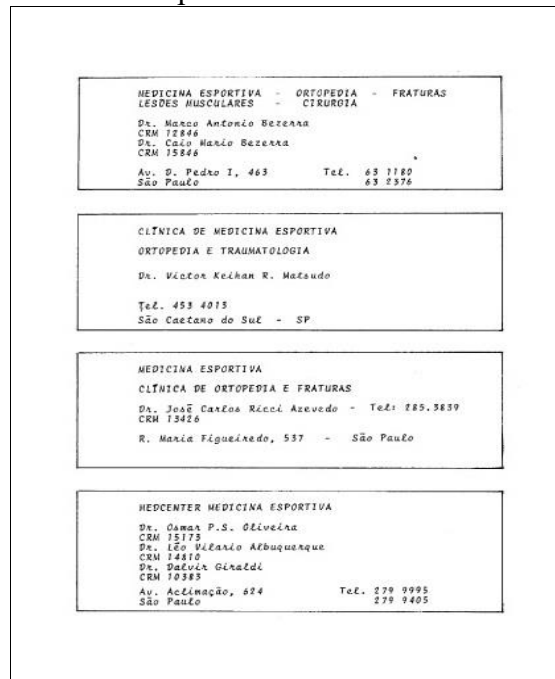 MEDICINA ESPORTIVA - ORTOPEDIA - FRATURAS
LESÕES MUSCULARES - CIRURGIA
Dr. Marco Antonio Bezerra
CRM 12846
Dr. Caio Mario Bezerra
CRM 15846
Av. D. Pedro I, 463 Tel. 63 1180
São Paulo 63 2376
CLÍNICA DE MEDICINA ESPORTIVA
ORTOPEDIA E TRAUMATOLOGIA
Dr. Victor Keihan R. Matsudo
Tel. 453 4015
São Caetano do Sul - SP
MEDICINA ESPORTIVA
CLÍNICA DE ORTOPEDIA E FRATURAS
Dr. José Carlos Ricci Azevedo - Tel: 285.3839
CRM 13426
R. Maria Figueiredo, 537 - São Paulo
MEDCENTER MEDICINA ESPORTIVA
Dr. Osmar P.S. Oliveira
CRM 15173
Dr. Léo Vilario Albuquerque
CRM 14810
Dr. Dalvir Giraldi
CRM 10383
Av. Aclimação, 624 Tel. 279 9995
São Paulo 279 9405